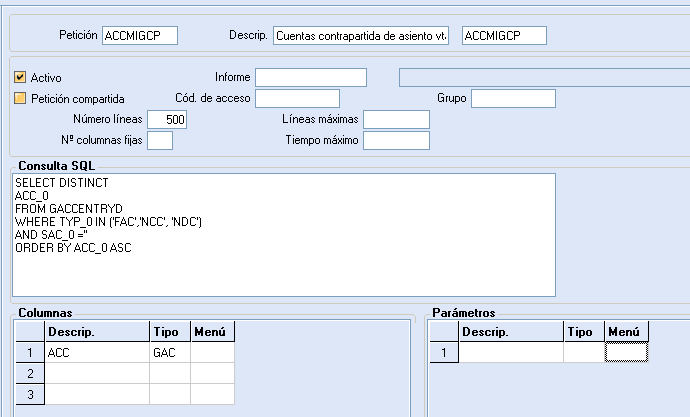 Petición ACCMIGCP Descrip. Cuentas contrapartida de asiento vt ACCMIGCP
Activo Informe
Petición compartida Cód. de acceso Grupo
Número líneas 500 Líneas máximas
Nº columnas fijas Tiempo máximo
Consulta SQL
SELECT DISTINCT
ACC_0
FROM GACCENTRYD
WHERE TYP_0 IN ('FAC','NCC', 'NDC')
AND SAC_0 =''
ORDER BY ACC_0 ASC
Columnas
Descrip. Tipo Menú
1 ACC GAC
2
3
Parámetros
Descrip. Tipo Menú
1